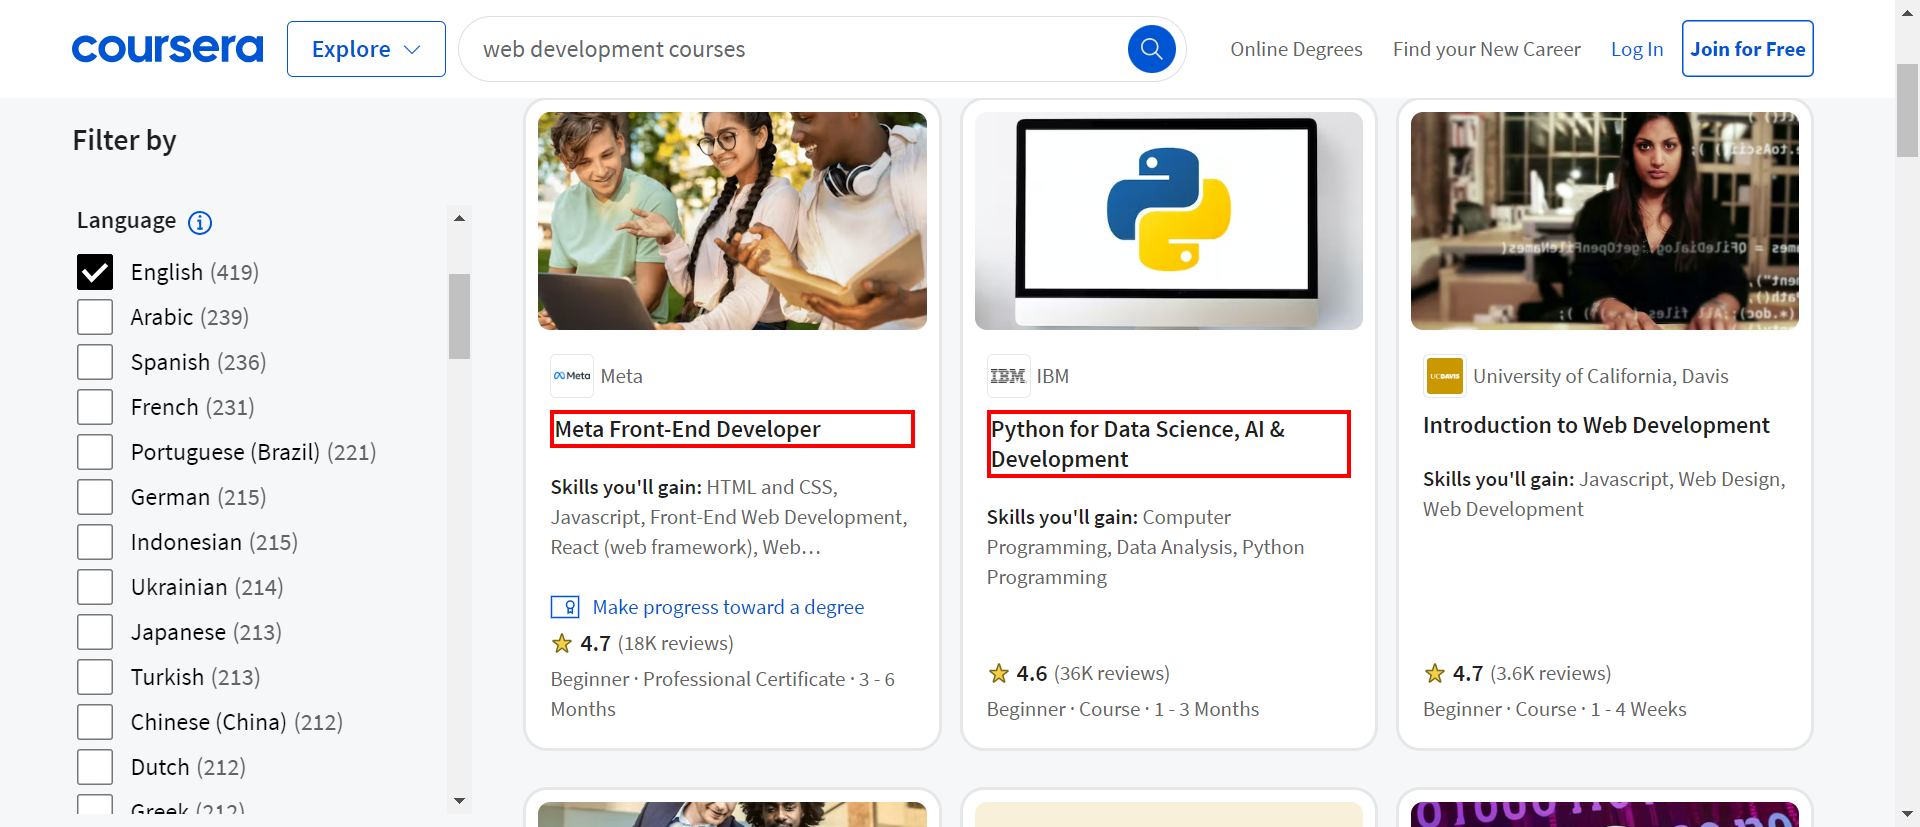 coursera
Explore
web development courses
Online Degrees
Find your New Career
Log In
Join for Free
Filter by
Language
English (419)
Arabic (239)
Spanish (236)
French (231)
Portuguese (Brazil) (221)
German (215)
Indonesian (215)
Ukrainian (214)
Japanese (213)
Turkish (213)
Chinese (China) (212)
Dutch (212)
Greek (212)
Meta
Meta
Meta Front-End Developer
Skills you'll gain: HTML and CSS,
Javascript, Front-End Web Development,
React (web framework), Web…
Make progress toward a degree
4.7 (18K reviews)
Beginner · Professional Certificate · 3 - 6
Months
IBM
IBM
Python for Data Science, AI &
Development
Skills you'll gain: Computer
Programming, Data Analysis, Python
Programming
4.6 (36K reviews)
Beginner · Course · 1 - 3 Months
UCDAVIS
University of California, Davis
Introduction to Web Development
Skills you'll gain: Javascript, Web Design,
Web Development
4.7 (3.6K reviews)
Beginner · Course · 1 - 4 Weeks